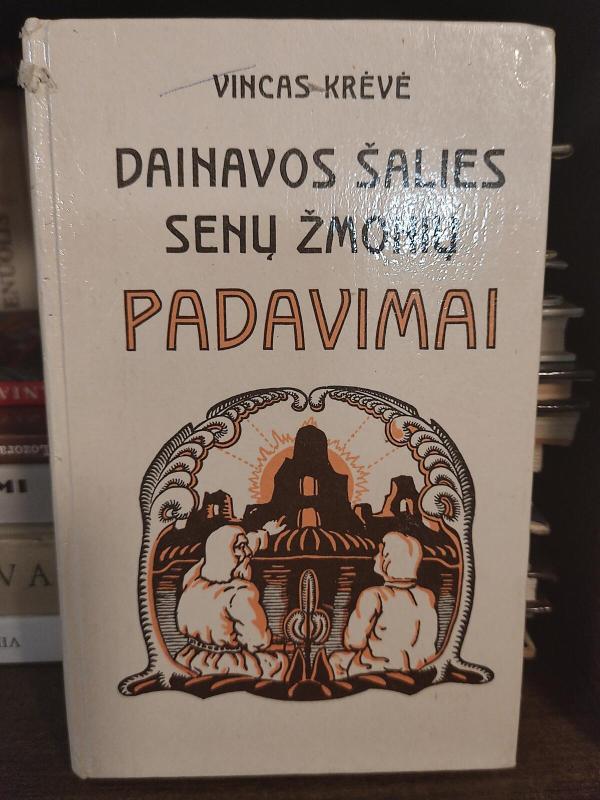 VINCAS KRĖVĖ
DAINAVOS ŠALIES
SENŲ ŽMONIŲ
PADAVIMAI